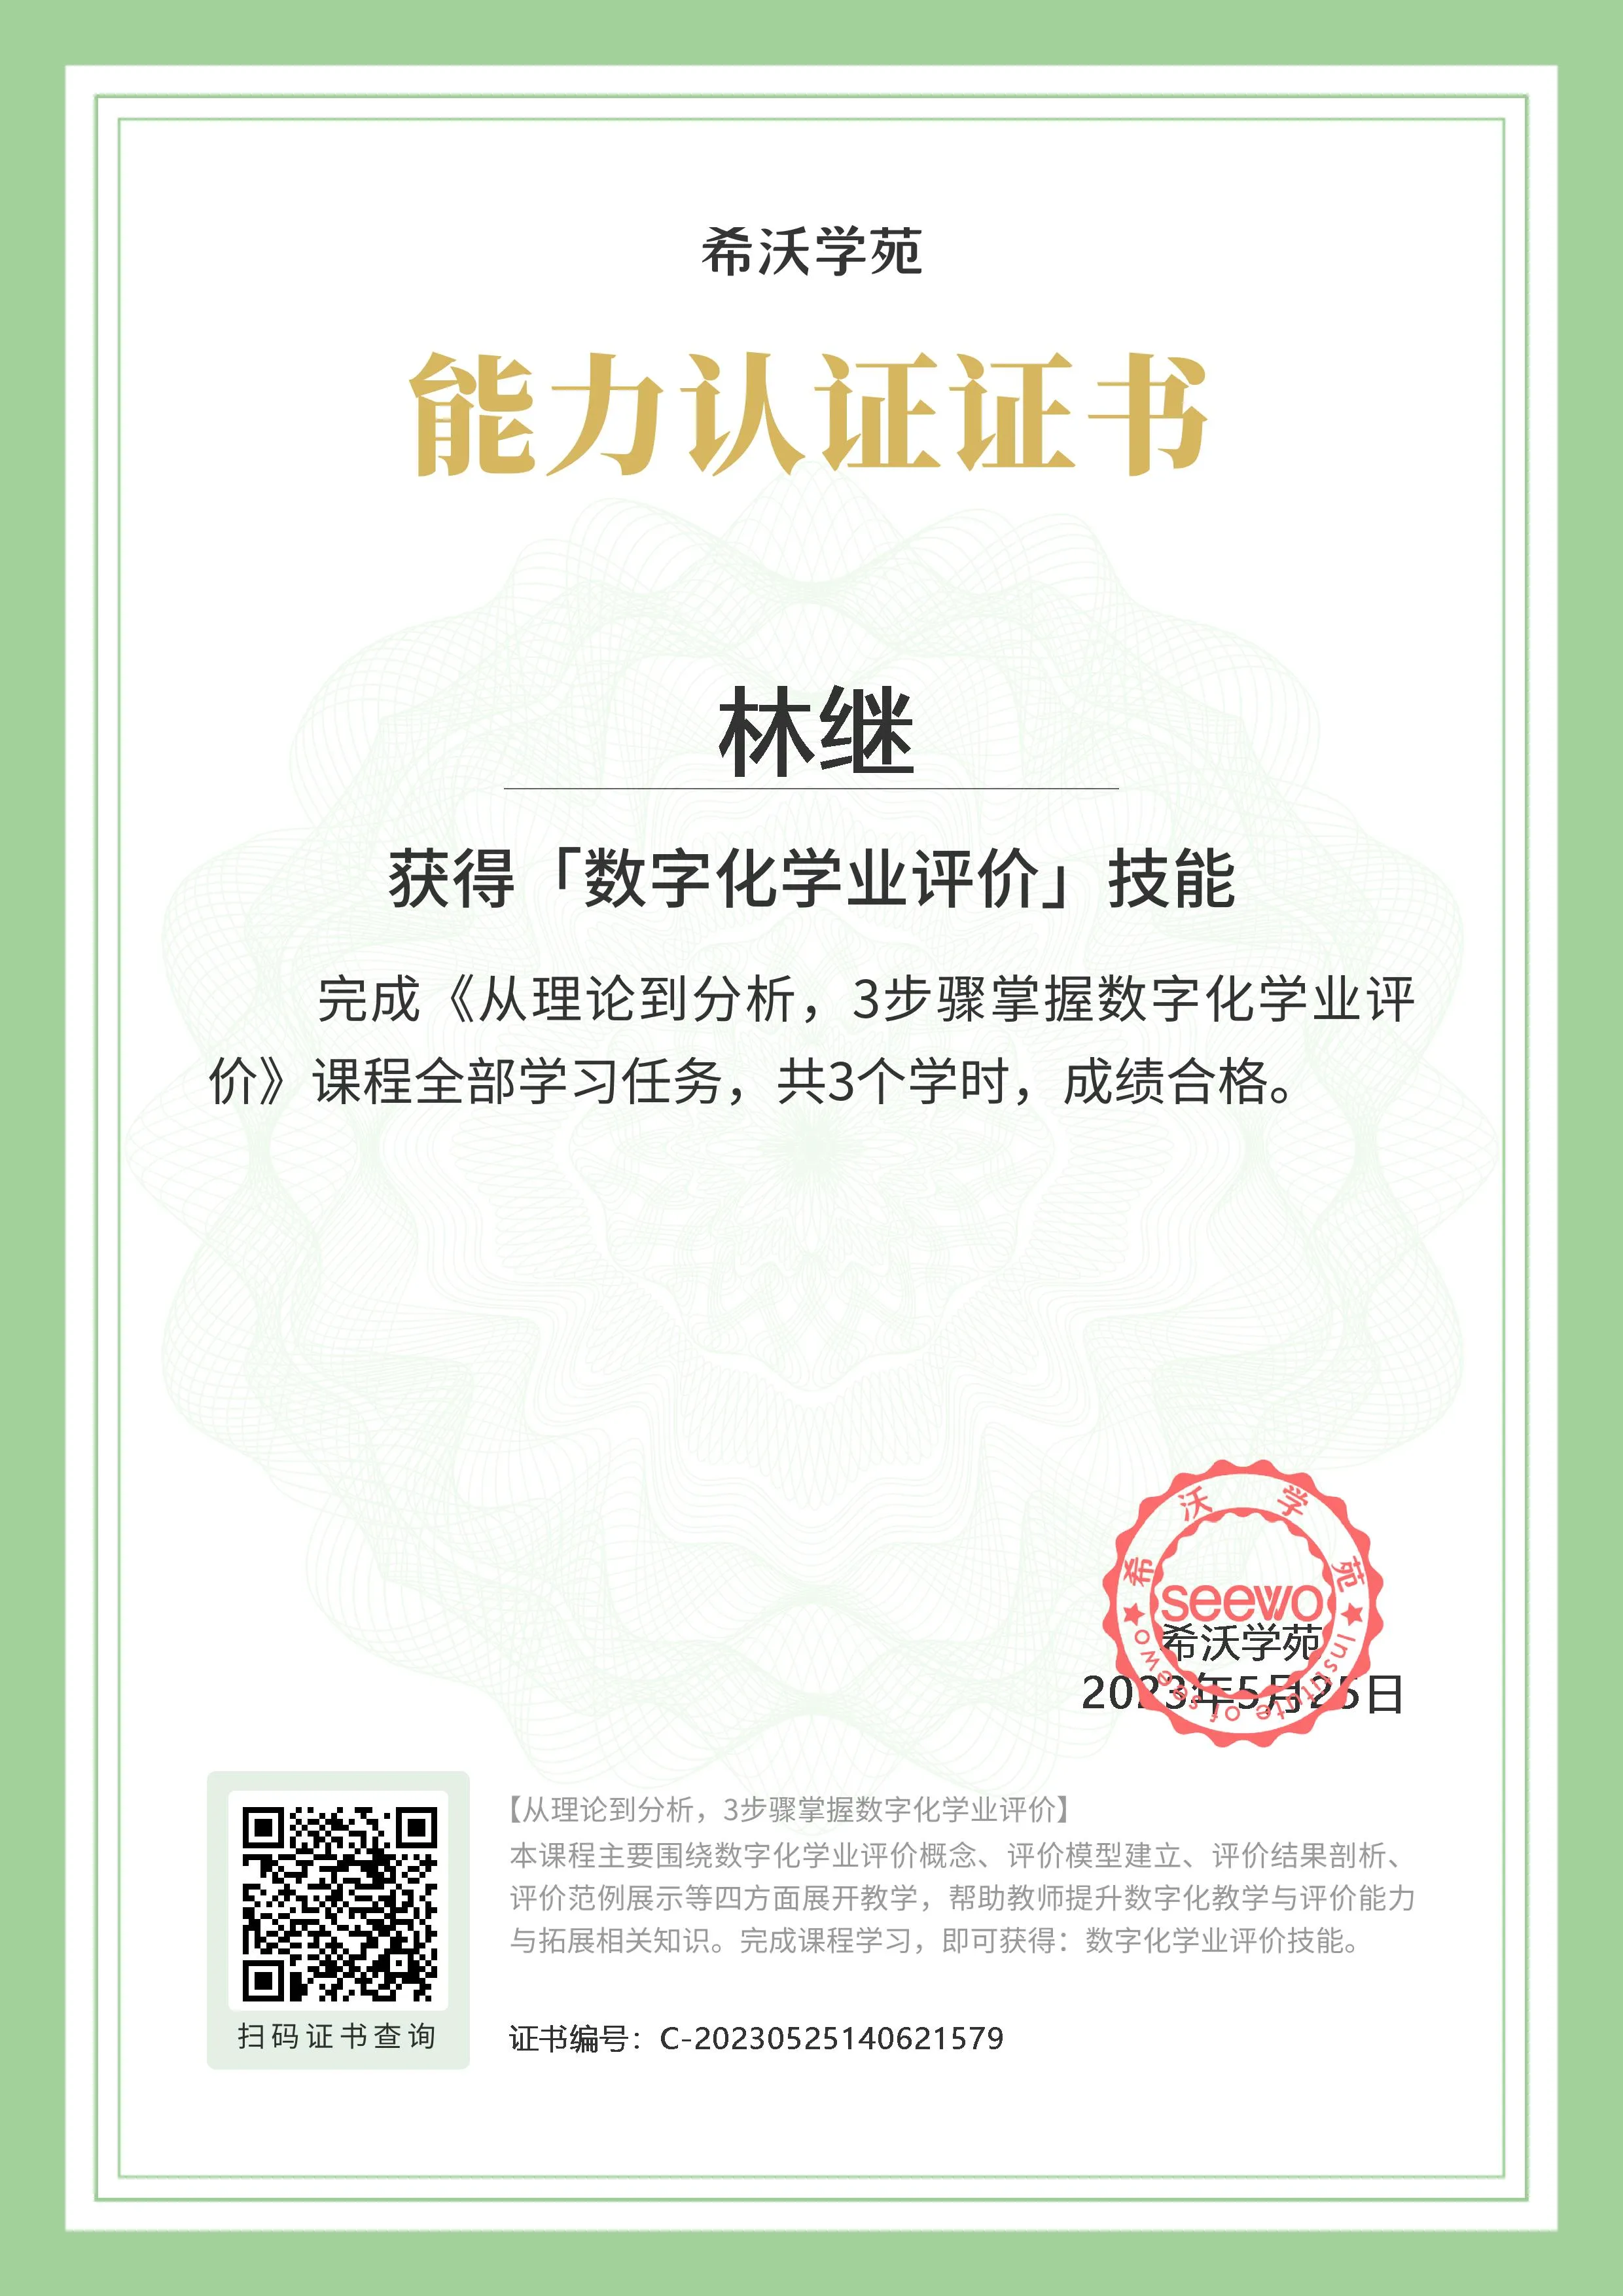 希沃学苑
能力认证证书
林继
获得「数字化学业评价」技能
完成《从理论到分析，3步骤掌握数字化学业评
价》课程全部学习任务，共3个学时，成绩合格。
希沃学苑
seewo
Institute of seewo
希沃学苑
2023年5月25日
【从理论到分析，3步骤掌握数字化学业评价】
本课程主要围绕数字化学业评价概念、评价模型建立、评价结果剖析、
评价范例展示等四方面展开教学，帮助教师提升数字化教学与评价能力
与拓展相关知识。完成课程学习，即可获得：数字化学业评价技能。
扫码证书查询
证书编号：C-20230525140621579